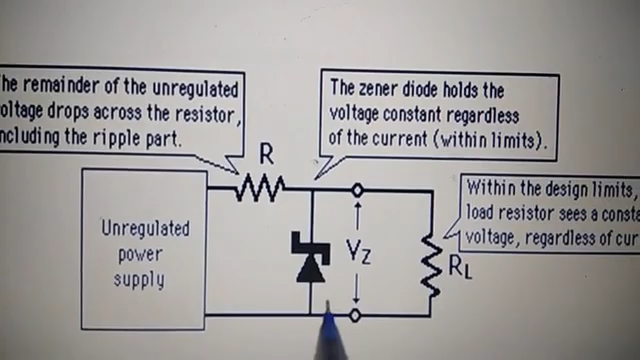 he remainder of the unregulated
oltage drops across the resistor,
ncluding the ripple part.
The zener diode holds the
voltage constant regardless
of the current (within limits).
R
Within the design limits,
load resistor sees a consta
voltage, regardless of cur
Unregulated
power
supply
VZ
RL